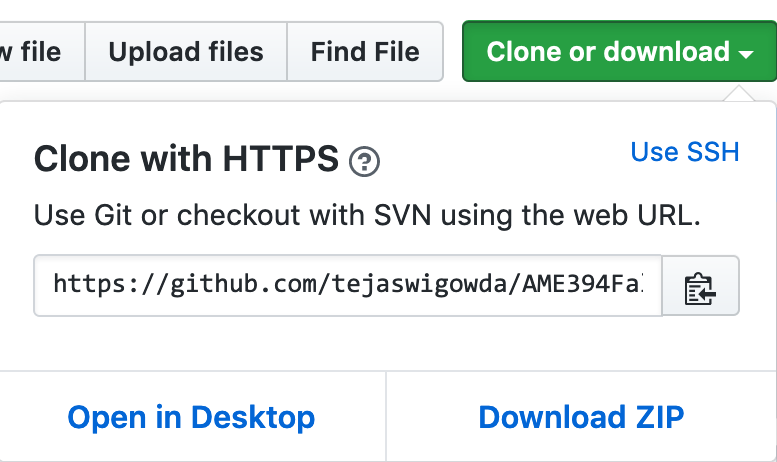 w file Upload files Find File Clone or download
Clone with HTTPS ?
Use SSH
Use Git or checkout with SVN using the web URL.
https://github.com/tejaswigowda/AME394Fa
Open in Desktop Download ZIP